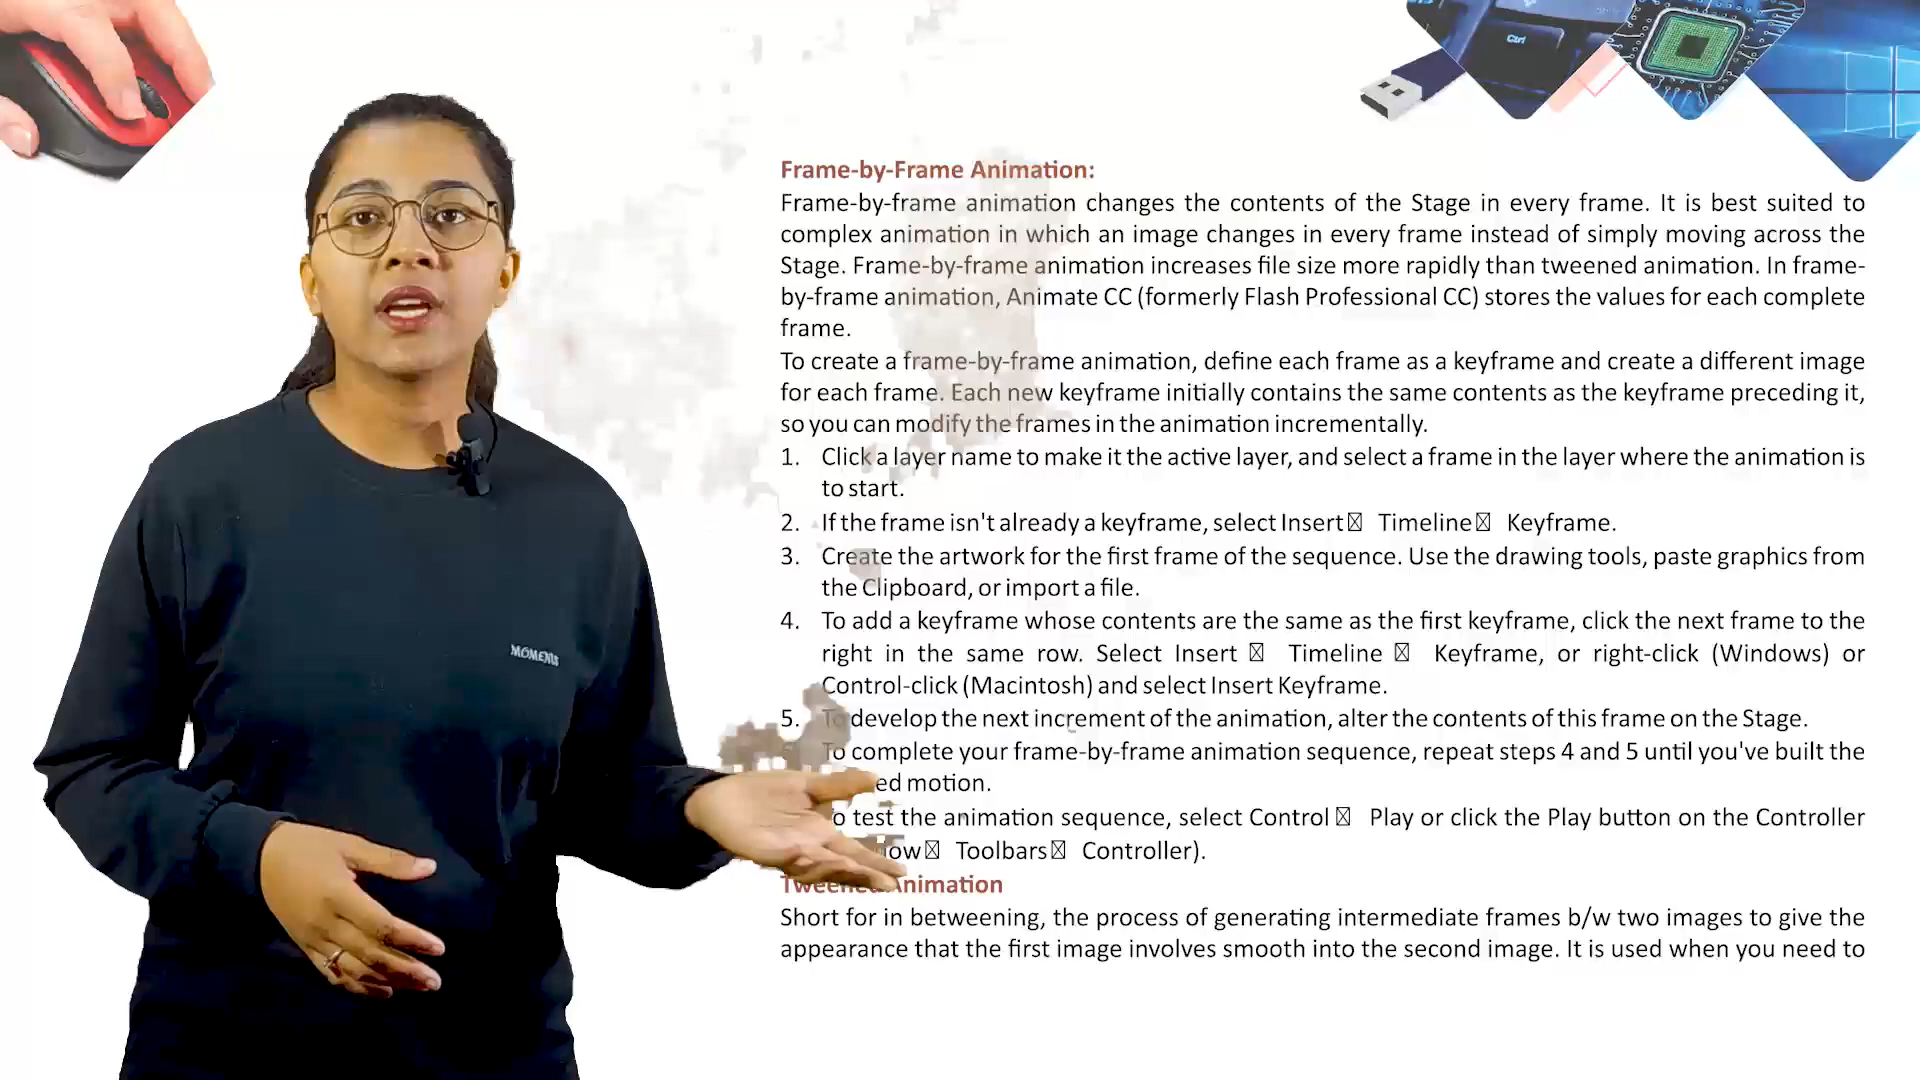 Ctrl
Frame-by-Frame Animation:
Frame-by-frame animation changes the contents of the Stage in every frame. It is best suited to
complex animation in which an image changes in every frame instead of simply moving across the
Stage. Frame-by-frame animation increases file size more rapidly than tweened animation. In frame-
by-frame animation, Animate CC (formerly Flash Professional CC) stores the values for each complete
frame.
To create a frame-by-frame animation, define each frame as a keyframe and create a different image
for each frame. Each new keyframe initially contains the same contents as the keyframe preceding it,
so you can modify the frames in the animation incrementally.
1. Click a layer name to make it the active layer, and select a frame in the layer where the animation is
to start.
2. If the frame isn't already a keyframe, select Insert Timeline Keyframe.
3. Create the artwork for the first frame of the sequence. Use the drawing tools, paste graphics from
the Clipboard, or import a file.
4. To add a keyframe whose contents are the same as the first keyframe, click the next frame to the
right in the same row. Select Insert Timeline Keyframe, or right-click (Windows) or
Control-click (Macintosh) and select Insert Keyframe.
5. To develop the next increment of the animation, alter the contents of this frame on the Stage.
To complete your frame-by-frame animation sequence, repeat steps 4 and 5 until you've built the
motion.
test the animation sequence, select Control Play or click the Play button on the Controller
Toolbars Controller).
Tweened Animation
Short for in betweening, the process of generating intermediate frames b/w two images to give the
appearance that the first image involves smooth into the second image. It is used when you need to
MOMENTS